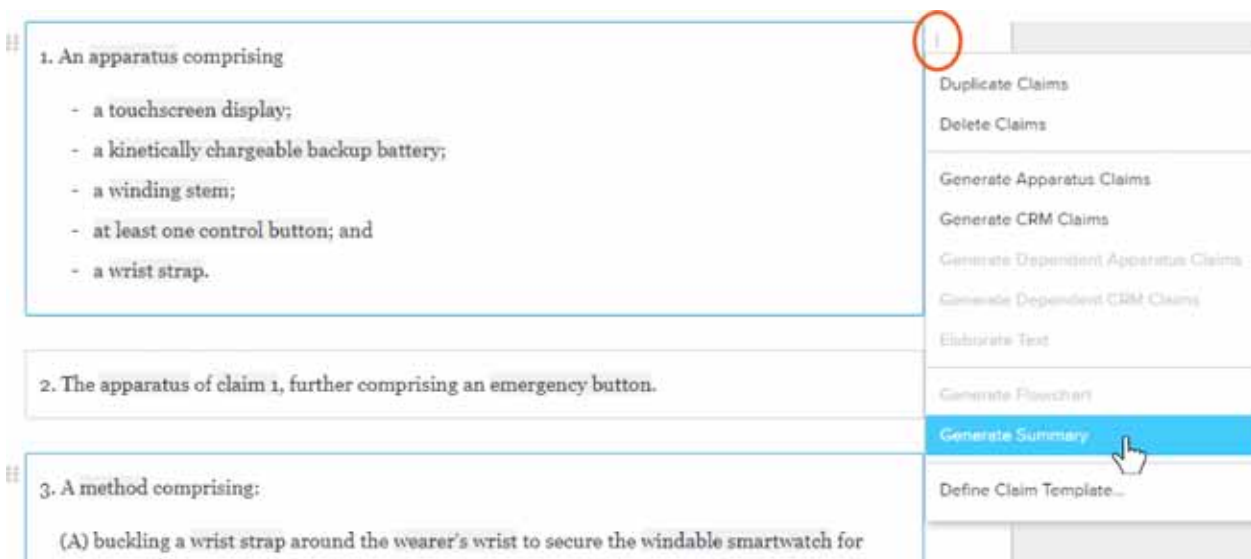 1. An apparatus comprising
- a touchscreen display;
- a kinetically chargeable backup battery;
- a winding stem;
- at least one control button; and
- a wrist strap.
2. The apparatus of claim 1, further comprising an emergency button.
3. A method comprising:
(A) buckling a wrist strap around the wearer's wrist to secure the windable smartwatch for
Duplicate Claims
Delete Claims
Generate Apparatus Claims
Generate CRM Claims
Generate Dependent Apparatus Claims
Generate Dependent CRM Claims
Elaborate Text
Generate Flowchart
Generate Summary
Define Claim Template...